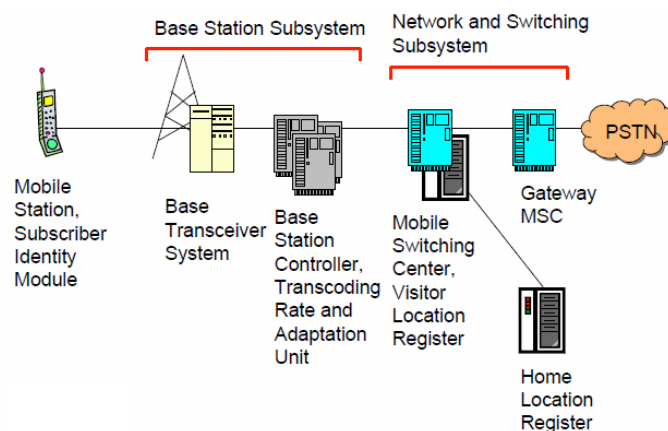 Base Station Subsystem
Network and Switching
Subsystem
PSTN
Mobile
Station,
Subscriber
Identity
Module
Base
Transceiver
System
Base
Station
Controller,
Transcoding
Rate and
Adaptation
Unit
Mobile
Switching
Center,
Visitor
Location
Register
Gateway
MSC
Home
Location
Register